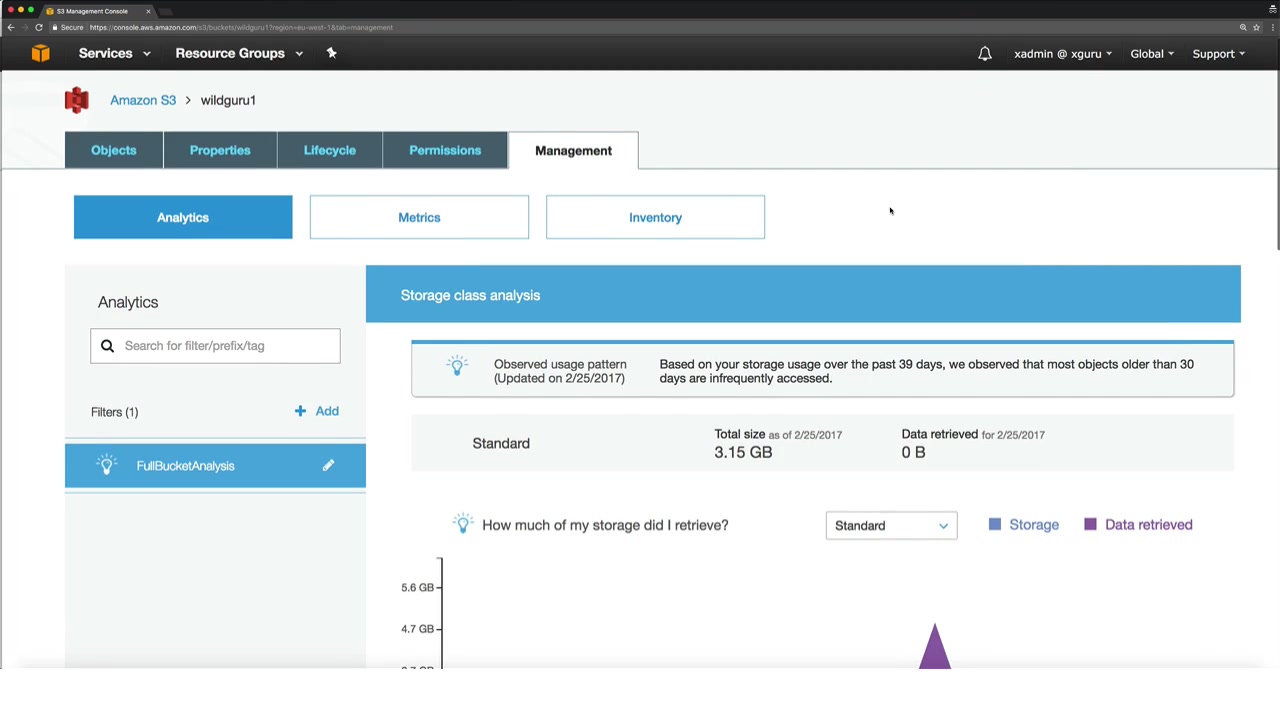 S3 Management Console
Secure https://console.aws.amazon.com/s3/buckets/wildguru1?region=eu-west-1&tab=management
Services Resource Groups xadmin @ xguru Global Support
Amazon S3 > wildguru1
Objects Properties Lifecycle Permissions Management
Analytics Metrics Inventory
Analytics
Search for filter/prefix/tag
Filters (1) + Add
FullBucketAnalysis
Storage class analysis
Observed usage pattern
(Updated on 2/25/2017)
Based on your storage usage over the past 39 days, we observed that most objects older than 30
days are infrequently accessed.
Standard
Total size as of 2/25/2017
3.15 GB
Data retrieved for 2/25/2017
0 B
How much of my storage did I retrieve?
Standard
Storage Data retrieved
5.6 GB
4.7 GB